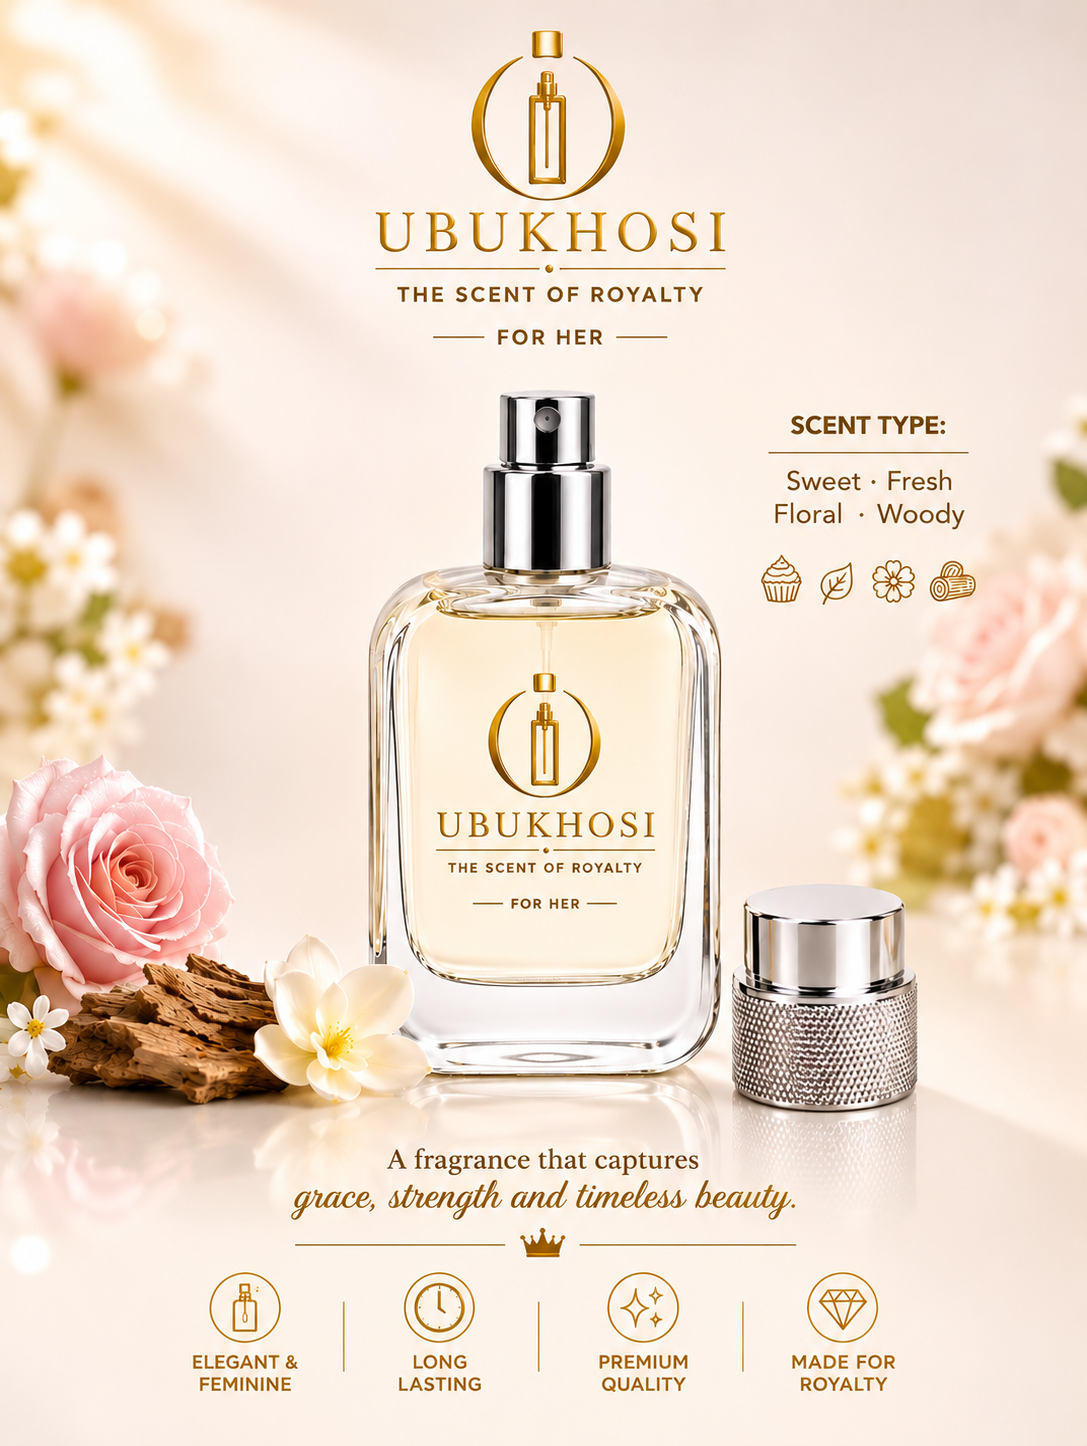 UBUKHOSI
THE SCENT OF ROYALTY
FOR HER
SCENT TYPE:
Sweet · Fresh
Floral · Woody
UBUKHOSI
THE SCENT OF ROYALTY
FOR HER
A fragrance that captures
grace, strength and timeless beauty.
ELEGANT &
FEMININE
LONG
LASTING
PREMIUM
QUALITY
MADE FOR
ROYALTY